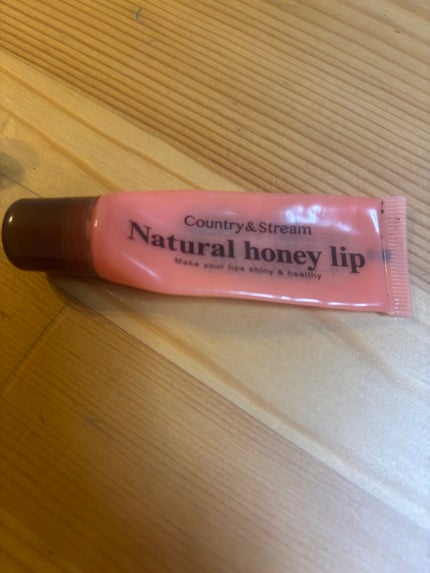 Country & Stream
Natural honey lip
Make your lips shiny & healthy